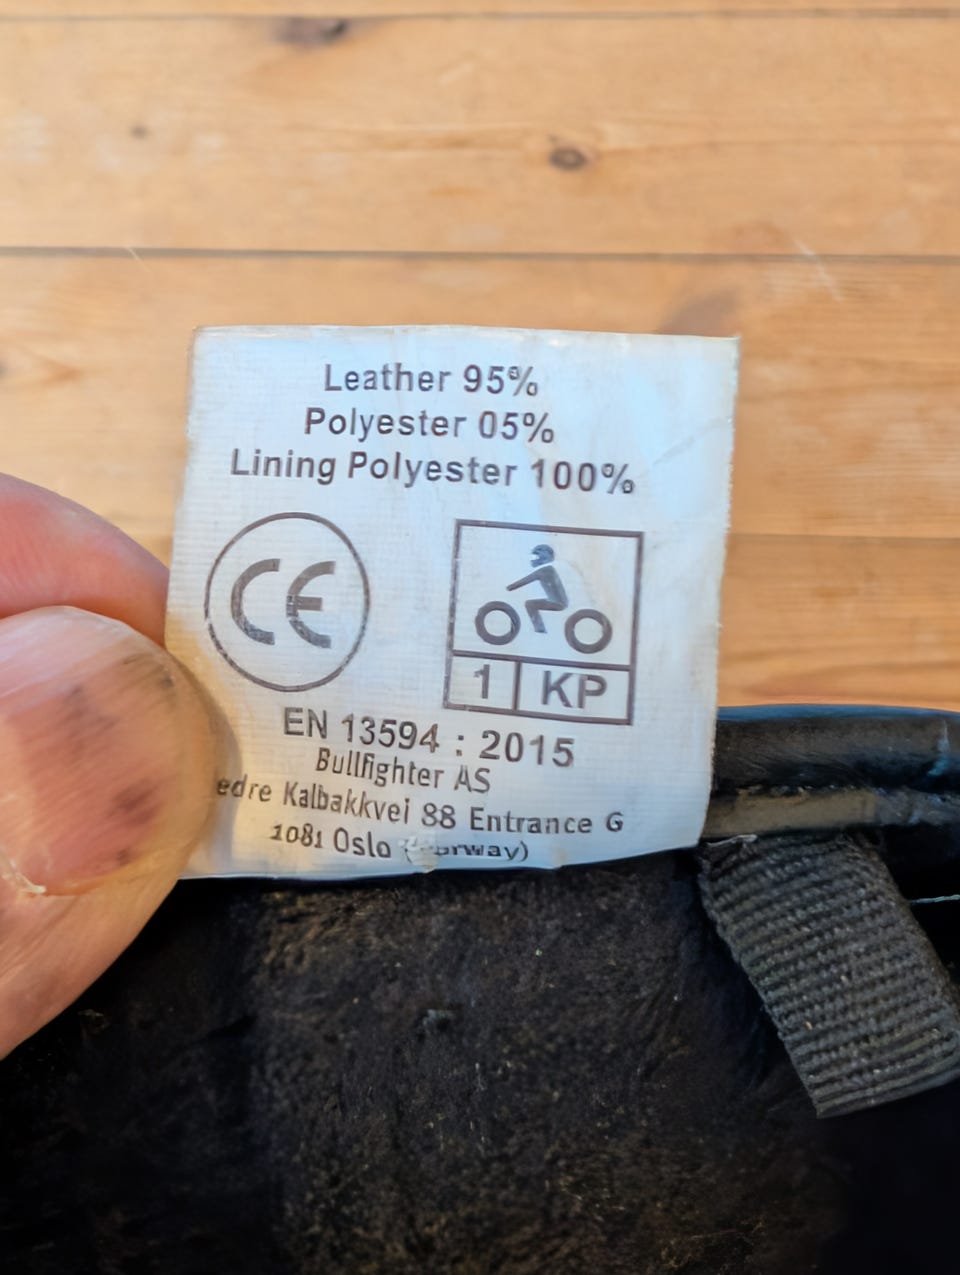 Leather 95%
Polyester 05%
Lining Polyester 100%
CE
1 KP
EN 13594 : 2015
Bullfighter AS
Kalbakkvei 88 Entrance G
1081 Oslo